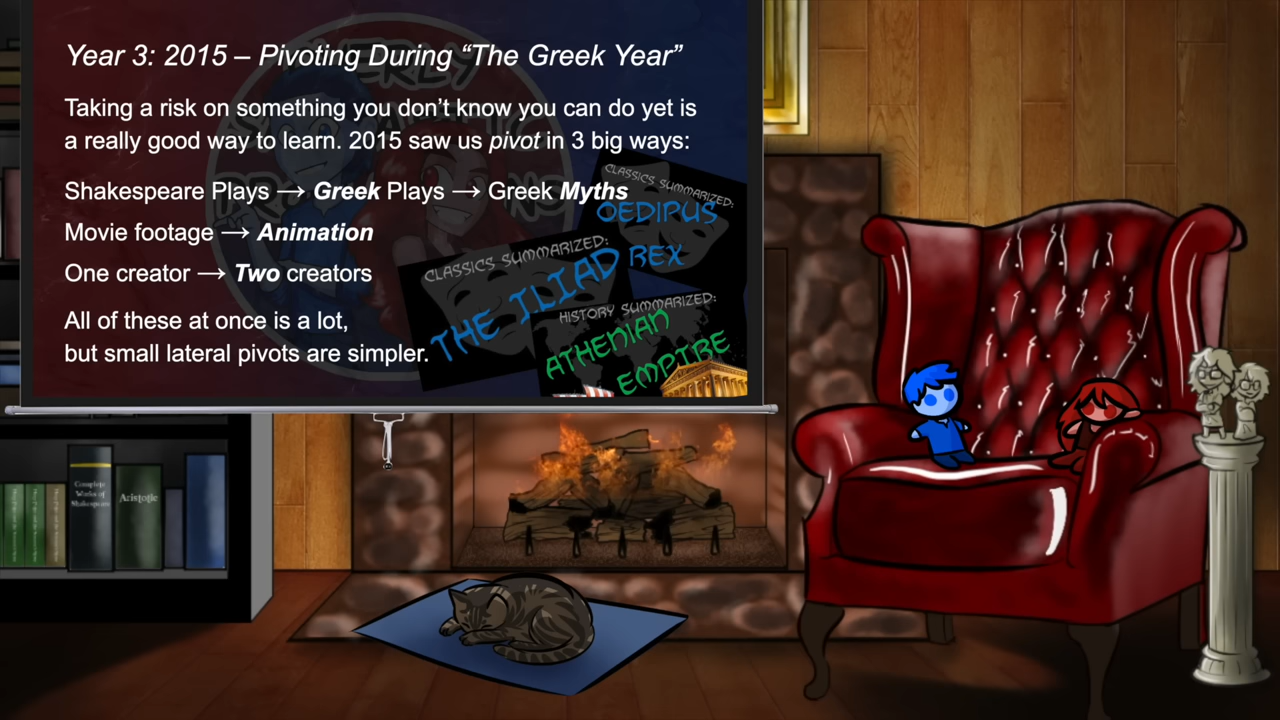 Year 3: 2015 – Pivoting During “The Greek Year”
Taking a risk on something you don’t know you can do yet is
a really good way to learn. 2015 saw us pivot in 3 big ways:
Shakespeare Plays → Greek Plays → Greek Myths
Movie footage → Animation
One creator → Two creators
All of these at once is a lot,
but small lateral pivots are simpler.
CLASSICS SUMMARIZED:
OEDIPUS
REX
CLASSICS SUMMARIZED:
THE ILIAD
HISTORY SUMMARIZED:
ATHENIAN
EMPIRE
Complete
Works of
Shakespeare
Aristotle